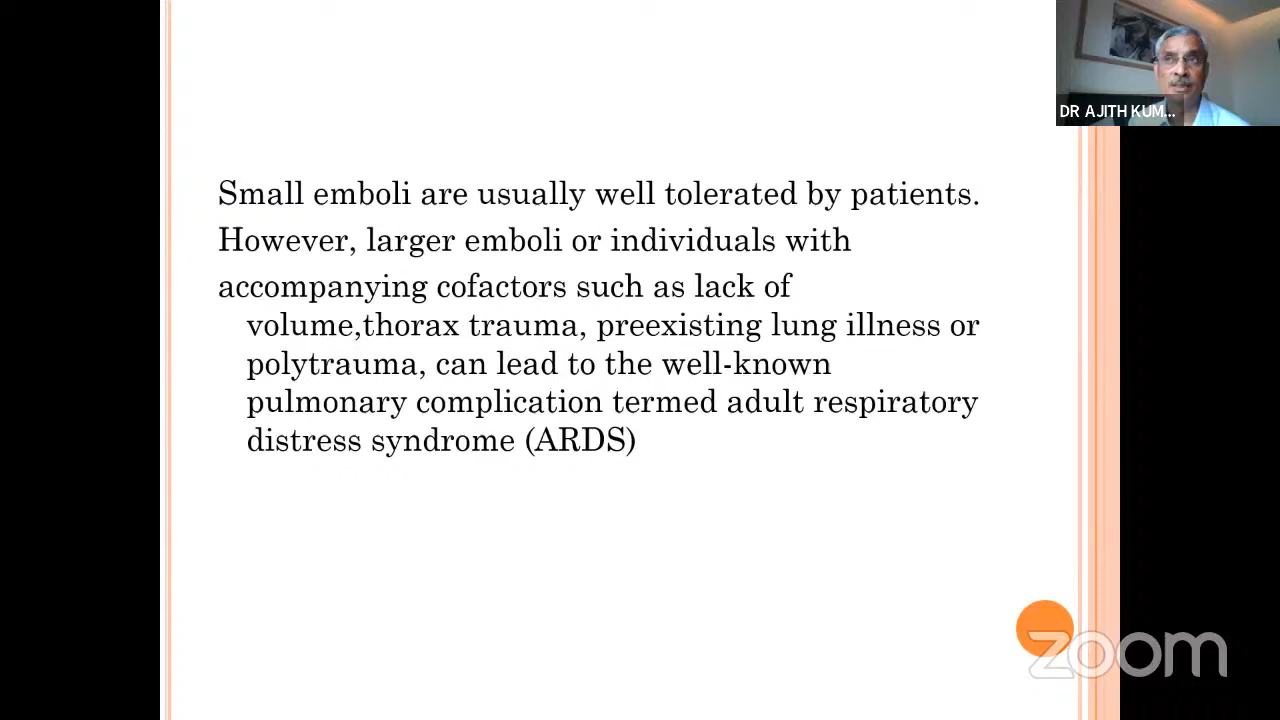 DR AJITH KUM...
Small emboli are usually well tolerated by patients.
However, larger emboli or individuals with
accompanying cofactors such as lack of
volume,thorax trauma, preexisting lung illness or
polytrauma, can lead to the well-known
pulmonary complication termed adult respiratory
distress syndrome (ARDS)
zoom